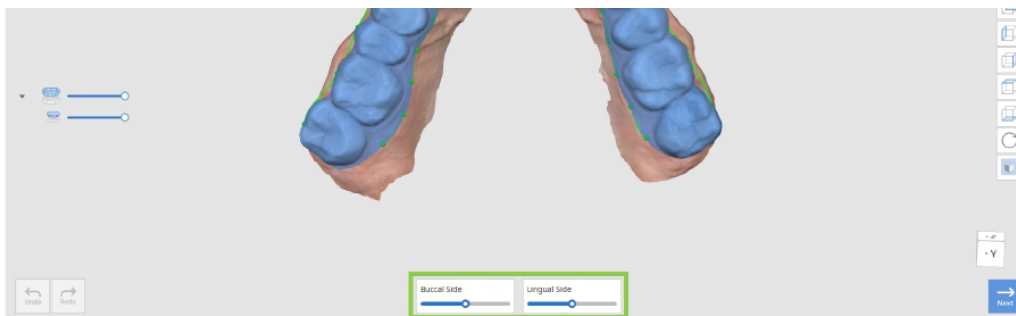 Buccal Side
Lingual Side
-Z
-Y
Undo
Redo
Next